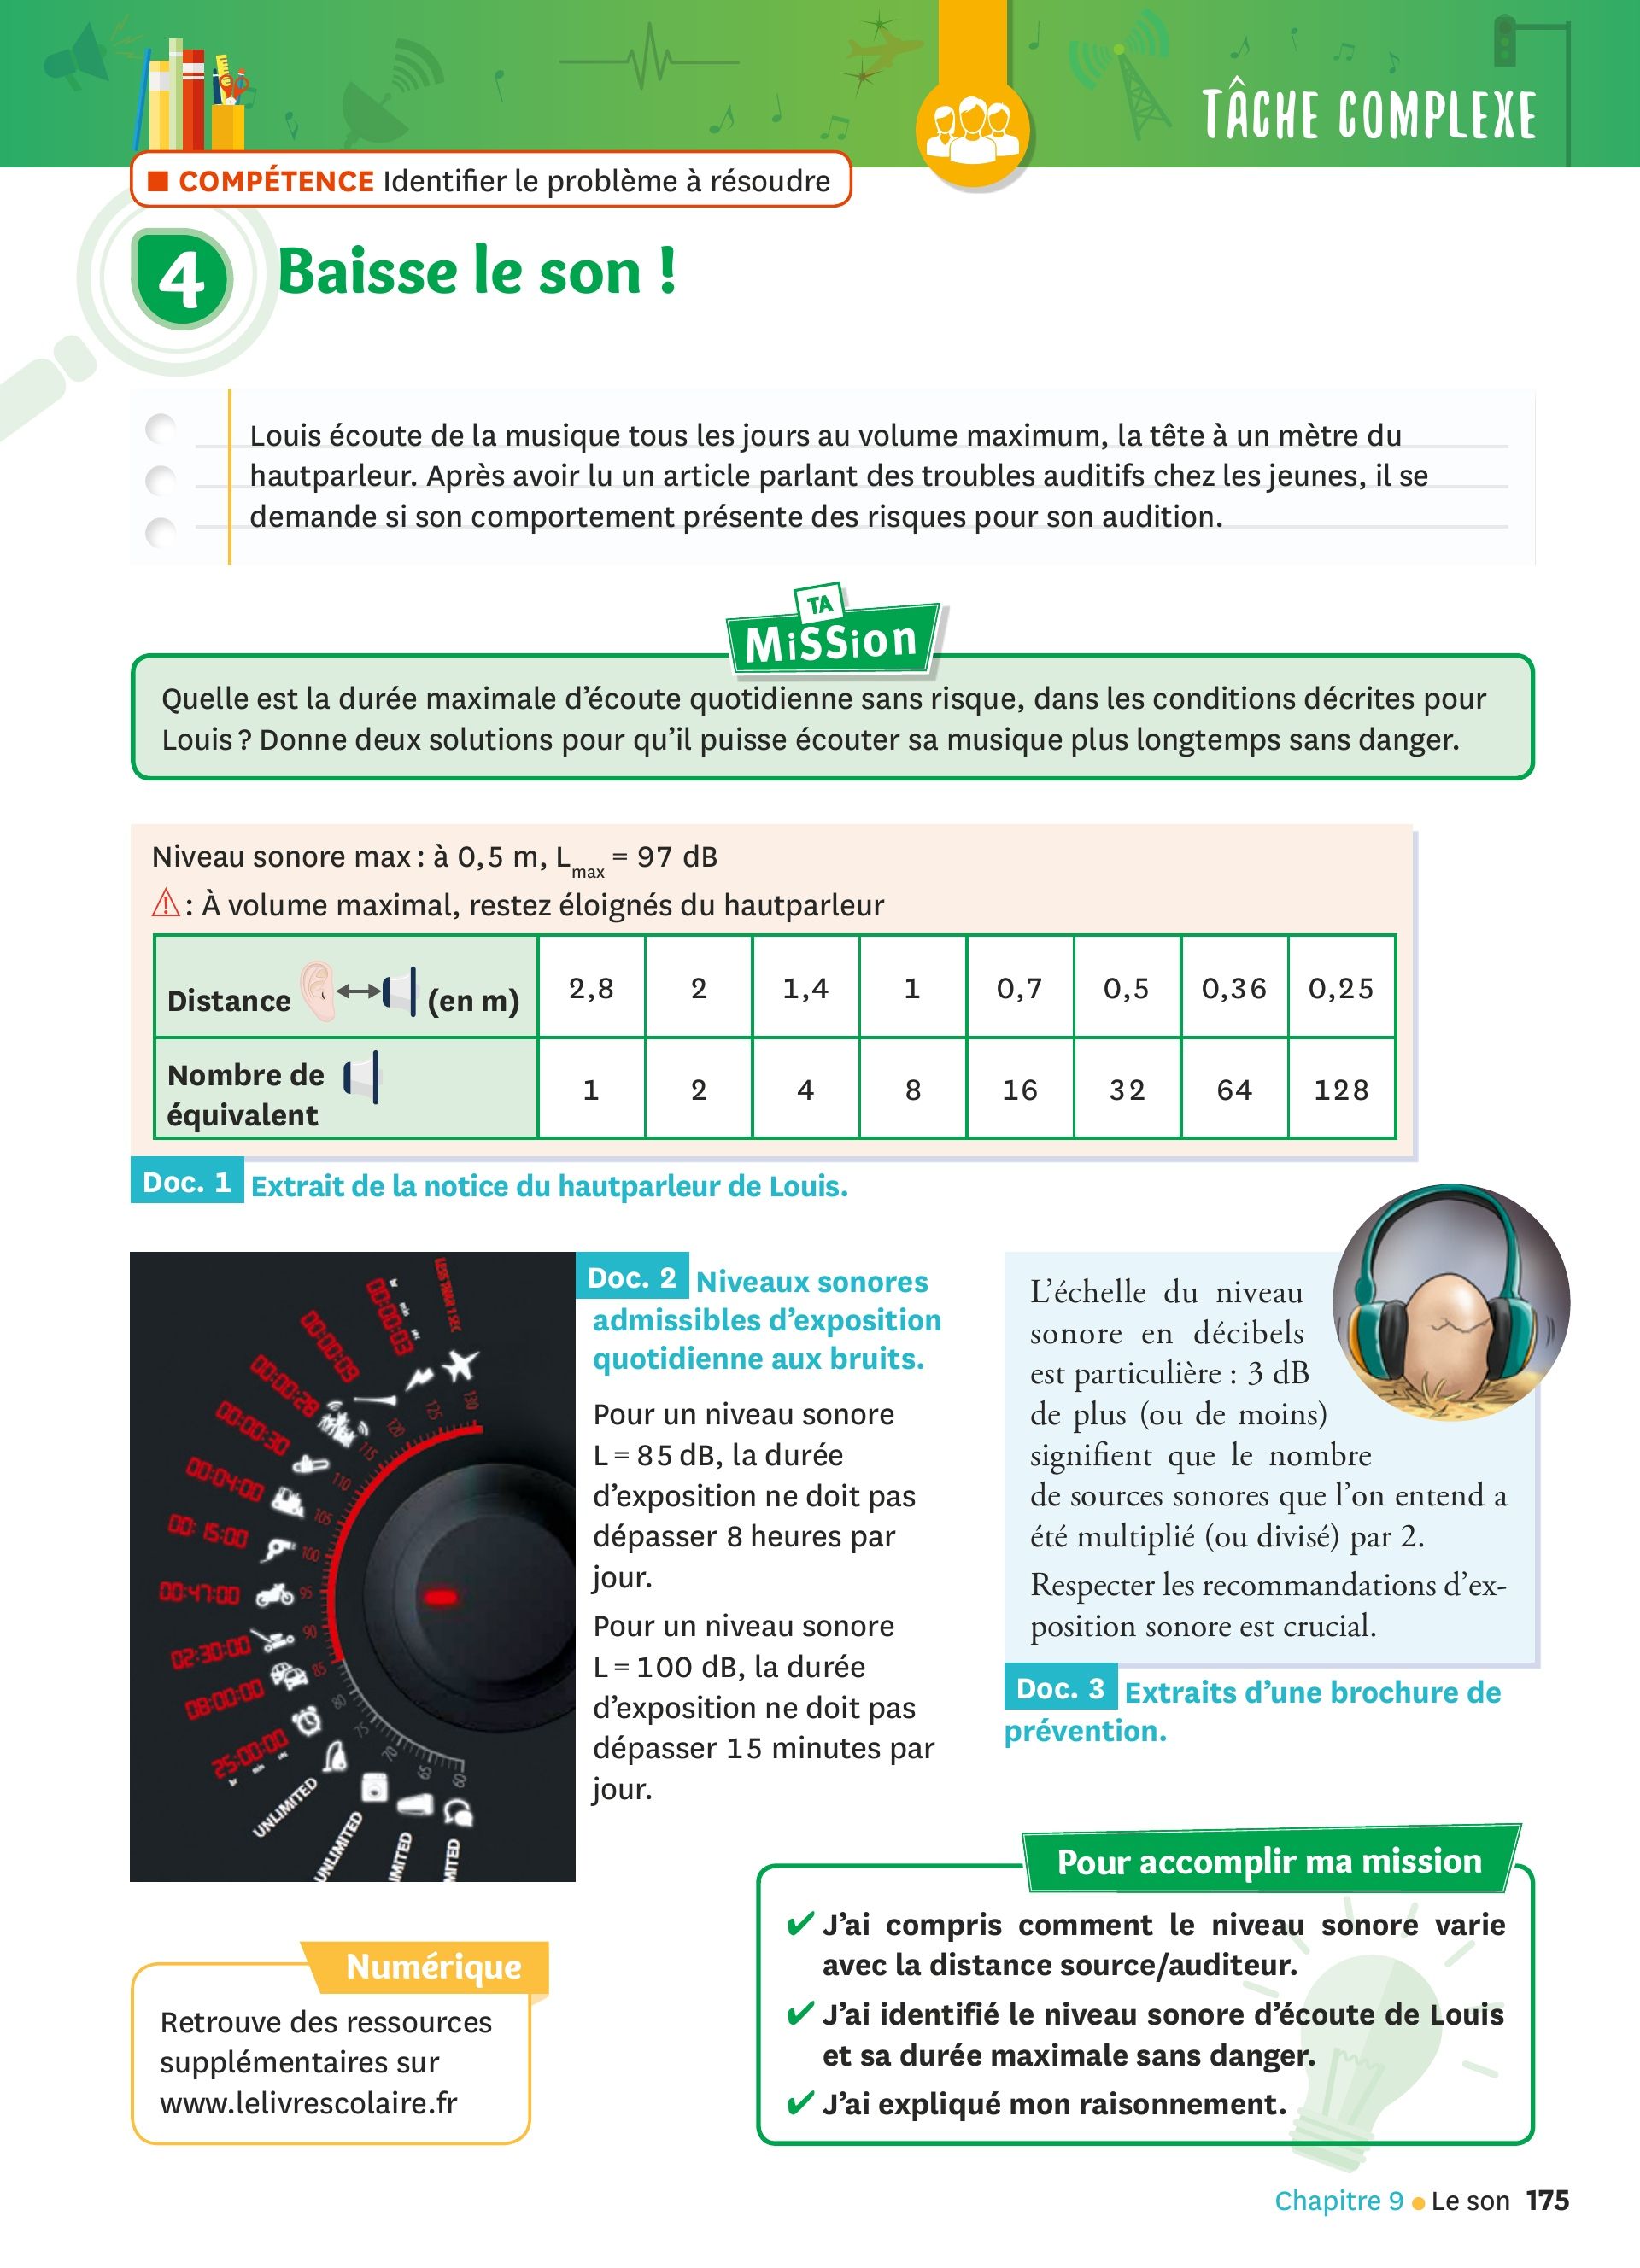 TÂCHE COMPLEXE
■ COMPÉTENCE Identifier le problème à résoudre
4 Baisse le son !
Louis écoute de la musique tous les jours au volume maximum, la tête à un mètre du
hautparleur. Après avoir lu un article parlant des troubles auditifs chez les jeunes, il se
demande si son comportement présente des risques pour son audition.
TA
MiSSion
Quelle est la durée maximale d’écoute quotidienne sans risque, dans les conditions décrites pour
Louis ? Donne deux solutions pour qu’il puisse écouter sa musique plus longtemps sans danger.
Niveau sonore max : à 0,5 m, Lmax = 97 dB
⚠ : À volume maximal, restez éloignés du hautparleur
Distance (en m) 2,8 2 1,4 1 0,7 0,5 0,36 0,25
Nombre de
équivalent 1 2 4 8 16 32 64 128
Doc. 1 Extrait de la notice du hautparleur de Louis.
LESS THAN 1 SEC
00:00:03
hr min sec
00:00:09
00:00:28
00:00:30
00:04:00
00:15:00
00:47:00
02:30:00
08:00:00
25:00:00
hr min sec
UNLIMITED
UNLIMITED
IMITED
MITED
130
125
120
115
110
105
100
95
90
85
80
75
70
65
60
Doc. 2 Niveaux sonores
admissibles d’exposition
quotidienne aux bruits.
Pour un niveau sonore
L = 85 dB, la durée
d’exposition ne doit pas
dépasser 8 heures par
jour.
Pour un niveau sonore
L = 100 dB, la durée
d’exposition ne doit pas
dépasser 15 minutes par
jour.
L’échelle du niveau
sonore en décibels
est particulière : 3 dB
de plus (ou de moins)
signifient que le nombre
de sources sonores que l’on entend a
été multiplié (ou divisé) par 2.
Respecter les recommandations d’ex-
position sonore est crucial.
Doc. 3 Extraits d’une brochure de
prévention.
Pour accomplir ma mission
✔ J’ai compris comment le niveau sonore varie
avec la distance source/auditeur.
✔ J’ai identifié le niveau sonore d’écoute de Louis
et sa durée maximale sans danger.
✔ J’ai expliqué mon raisonnement.
Numérique
Retrouve des ressources
supplémentaires sur
www.lelivrescolaire.fr
Chapitre 9 • Le son 175